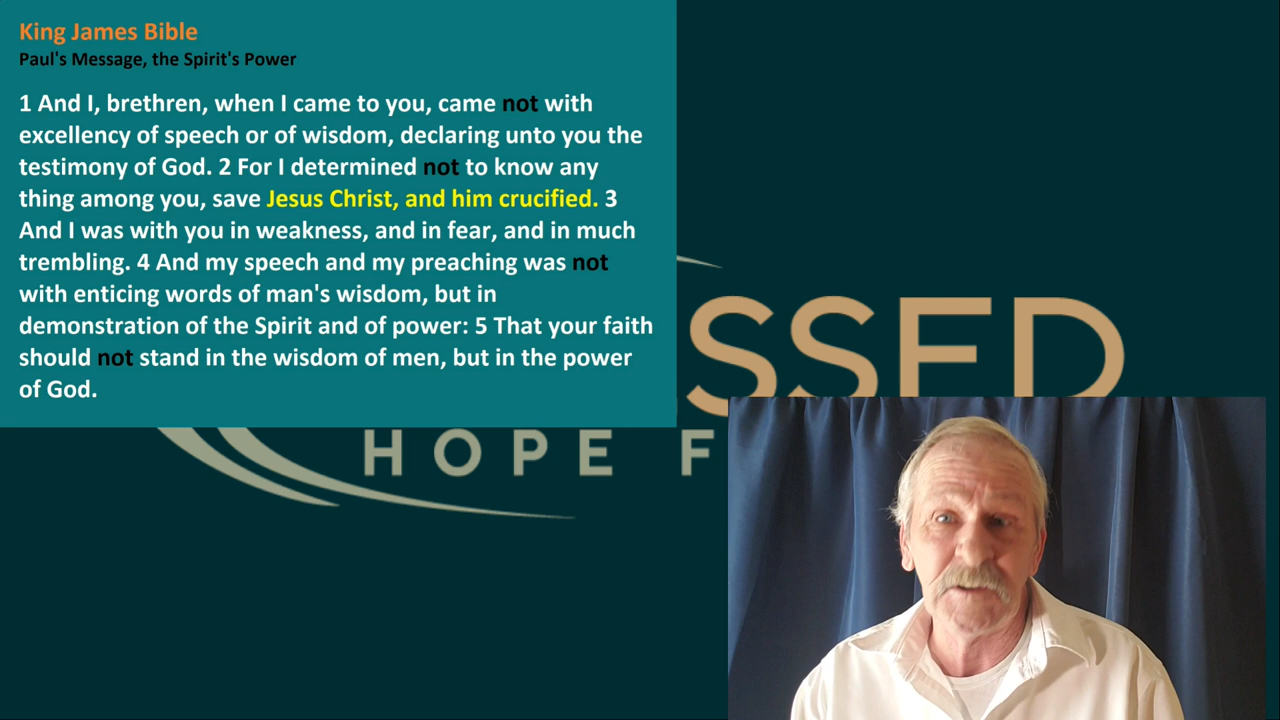 King James Bible
Paul's Message, the Spirit's Power
1 And I, brethren, when I came to you, came not with
excellency of speech or of wisdom, declaring unto you the
testimony of God. 2 For I determined not to know any
thing among you, save Jesus Christ, and him crucified. 3
And I was with you in weakness, and in fear, and in much
trembling. 4 And my speech and my preaching was not
with enticing words of man's wisdom, but in
demonstration of the Spirit and of power: 5 That your faith
should not stand in the wisdom of men, but in the power
of God.
SSED
HOPE F